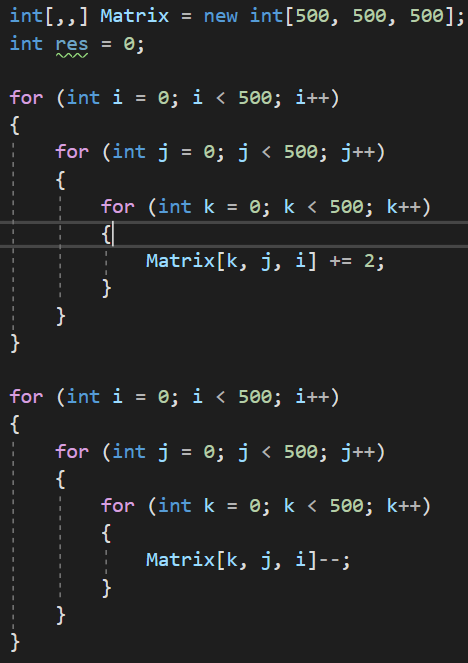 int[,,] Matrix = new int[500, 500, 500];
int res = 0;

for (int i = 0; i < 500; i++)
{
    for (int j = 0; j < 500; j++)
    {
        for (int k = 0; k < 500; k++)
        {
            Matrix[k, j, i] += 2;
        }
    }
}

for (int i = 0; i < 500; i++)
{
    for (int j = 0; j < 500; j++)
    {
        for (int k = 0; k < 500; k++)
        {
            Matrix[k, j, i]--;
        }
    }
}